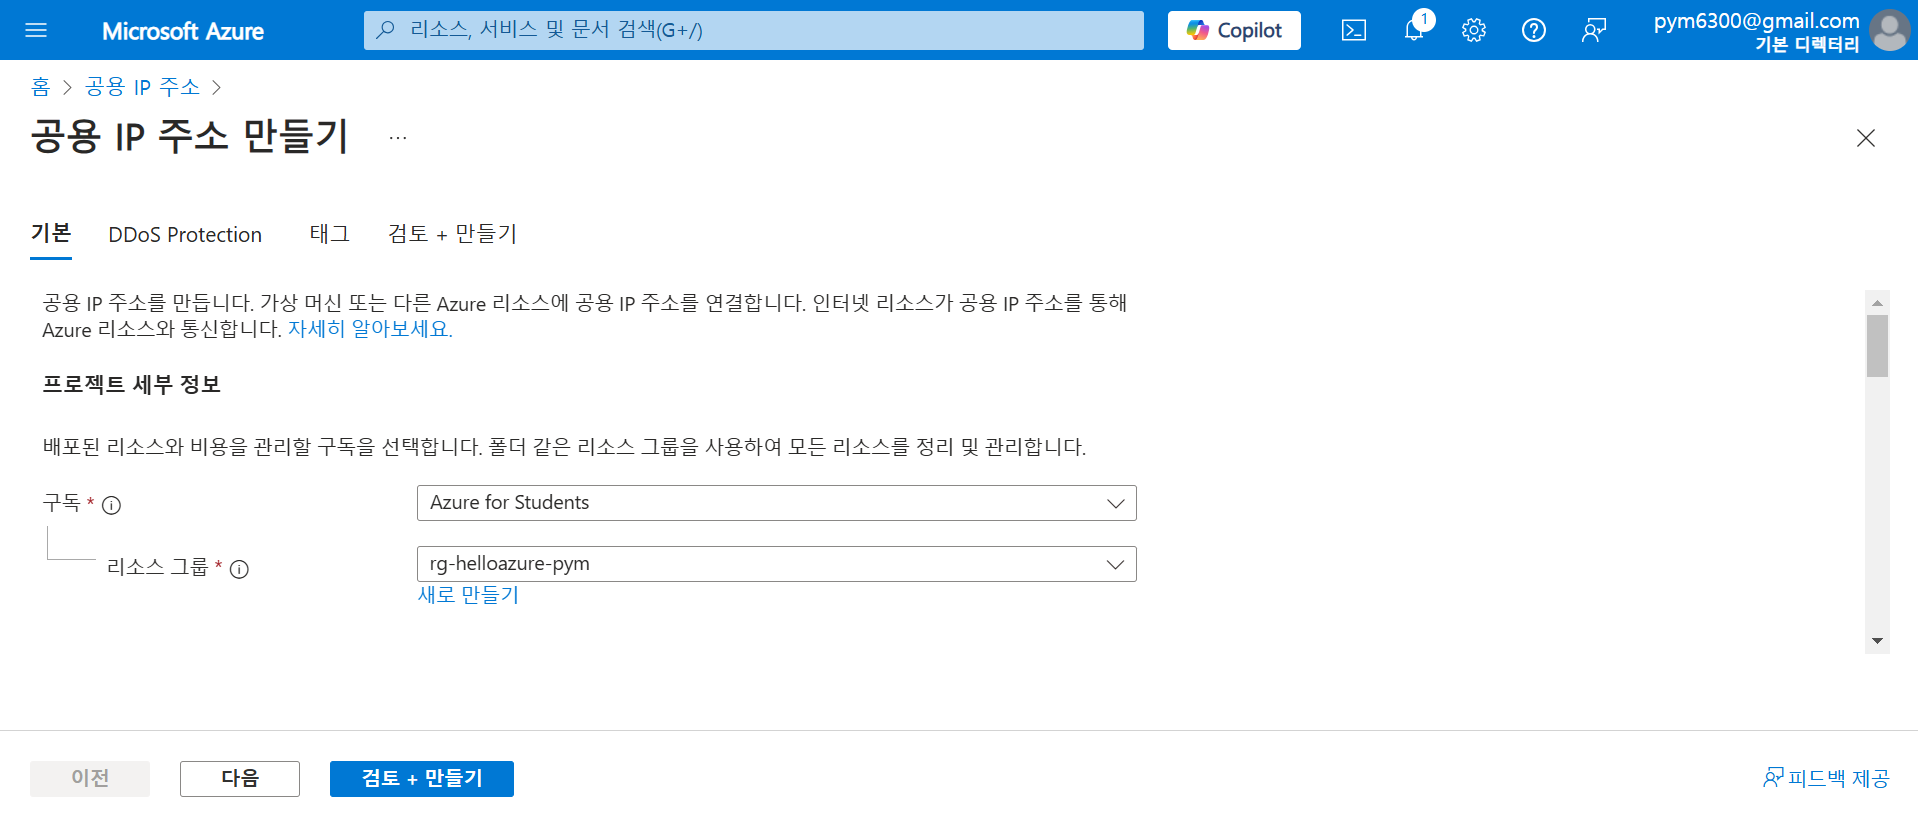 Microsoft Azure
리소스, 서비스 및 문서 검색(G+/)
Copilot
1
pym6300@gmail.com
기본 디렉터리
홈 > 공용 IP 주소 >
공용 IP 주소 만들기 ...
기본 DDoS Protection 태그 검토 + 만들기
공용 IP 주소를 만듭니다. 가상 머신 또는 다른 Azure 리소스에 공용 IP 주소를 연결합니다. 인터넷 리소스가 공용 IP 주소를 통해
Azure 리소스와 통신합니다. 자세히 알아보세요.
프로젝트 세부 정보
배포된 리소스와 비용을 관리할 구독을 선택합니다. 폴더 같은 리소스 그룹을 사용하여 모든 리소스를 정리 및 관리합니다.
구독 * Azure for Students
리소스 그룹 * rg-helloazure-pym
새로 만들기
이전 다음 검토 + 만들기 피드백 제공